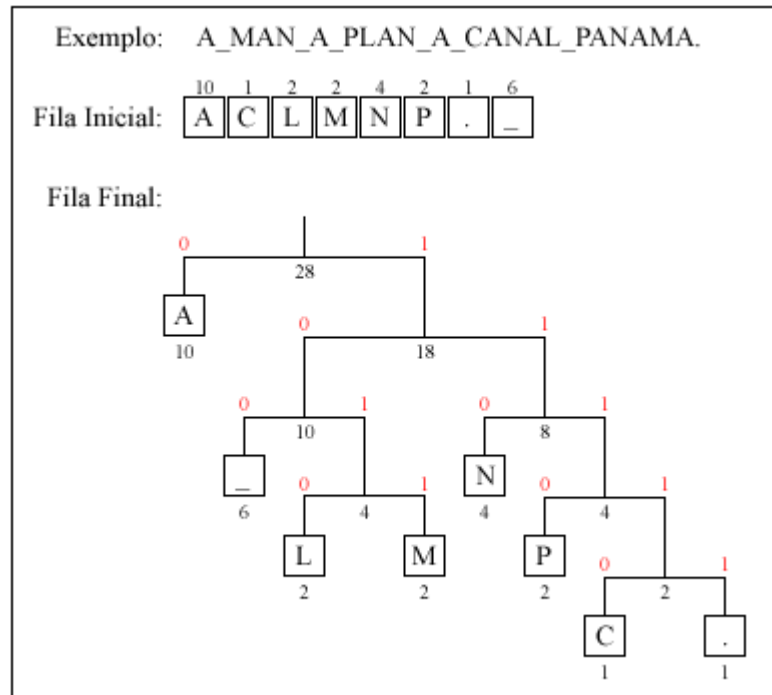 Exemplo: A_MAN_A_PLAN_A_CANAL_PANAMA.
10 1 2 2 4 2 1 6
Fila Inicial: A C L M N P . _
Fila Final:
0 1
28
A
10
0 1
18
0 1 0 1
10 8
_ N
6 4
0 1 0 1
4 4
L M P
2 2 2
0 1
2
C .
1 1